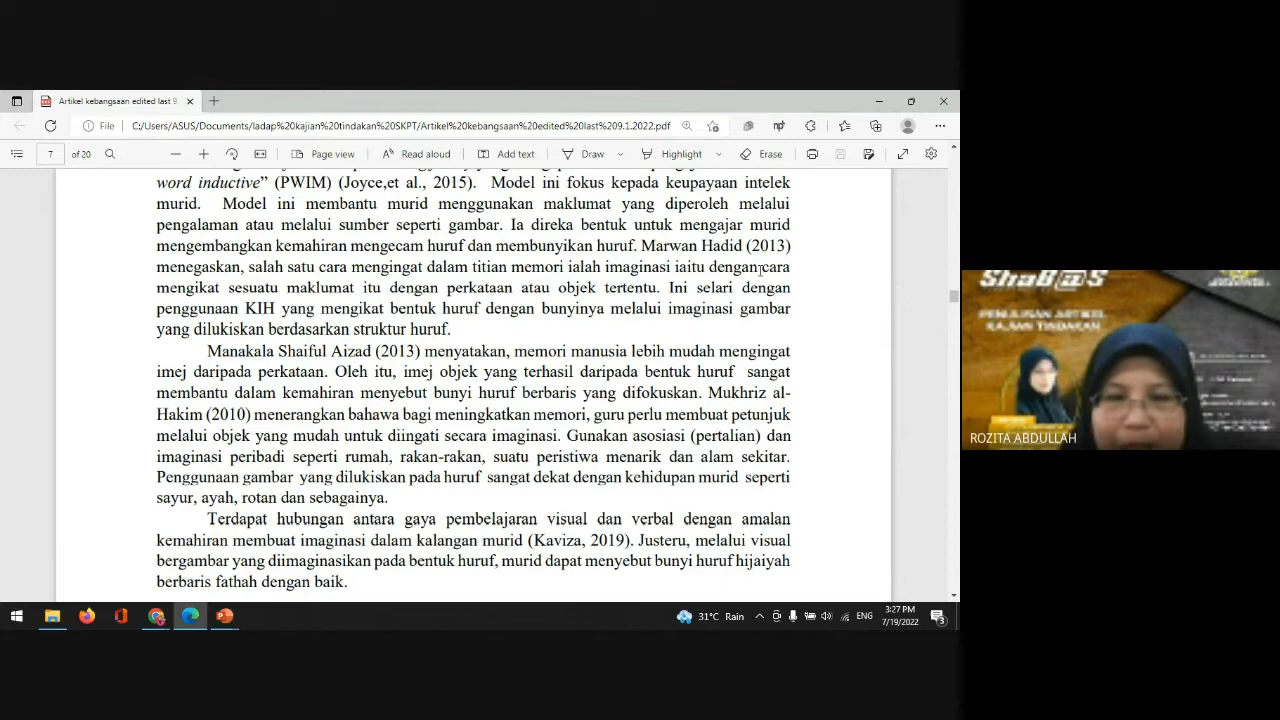 Artikel kebangsaan edited last 9.
File
C:/Users/ASUS/Documents/ladap%20kajian%20tindakan%20SKPT/Artikel%20kebangsaan%20edited%20last%209.1.2022.pdf
7 of 20
Page view
Read aloud
Add text
Draw
Highlight
Erase
word inductive” (PWIM) (Joyce,et al., 2015). Model ini fokus kepada keupayaan intelek
murid. Model ini membantu murid menggunakan maklumat yang diperoleh melalui
pengalaman atau melalui sumber seperti gambar. Ia direka bentuk untuk mengajar murid
mengembangkan kemahiran mengecam huruf dan membunyikan huruf. Marwan Hadid (2013)
menegaskan, salah satu cara mengingat dalam titian memori ialah imaginasi iaitu dengan cara
mengikat sesuatu maklumat itu dengan perkataan atau objek tertentu. Ini selari dengan
penggunaan KIH yang mengikat bentuk huruf dengan bunyinya melalui imaginasi gambar
yang dilukiskan berdasarkan struktur huruf.
Manakala Shaiful Aizad (2013) menyatakan, memori manusia lebih mudah mengingat
imej daripada perkataan. Oleh itu, imej objek yang terhasil daripada bentuk huruf sangat
membantu dalam kemahiran menyebut bunyi huruf berbaris yang difokuskan. Mukhriz al-
Hakim (2010) menerangkan bahawa bagi meningkatkan memori, guru perlu membuat petunjuk
melalui objek yang mudah untuk diingati secara imaginasi. Gunakan asosiasi (pertalian) dan
imaginasi peribadi seperti rumah, rakan-rakan, suatu peristiwa menarik dan alam sekitar.
Penggunaan gambar yang dilukiskan pada huruf sangat dekat dengan kehidupan murid seperti
sayur, ayah, rotan dan sebagainya.
Terdapat hubungan antara gaya pembelajaran visual dan verbal dengan amalan
kemahiran membuat imaginasi dalam kalangan murid (Kaviza, 2019). Justeru, melalui visual
bergambar yang diimaginasikan pada bentuk huruf, murid dapat menyebut bunyi huruf hijaiyah
berbaris fathah dengan baik.
31°C Rain
ENG
3:27 PM
7/19/2022
3
PENULISAN ARTIKEL
KAJIAN TINDAKAN
ROZITA ABDULLAH